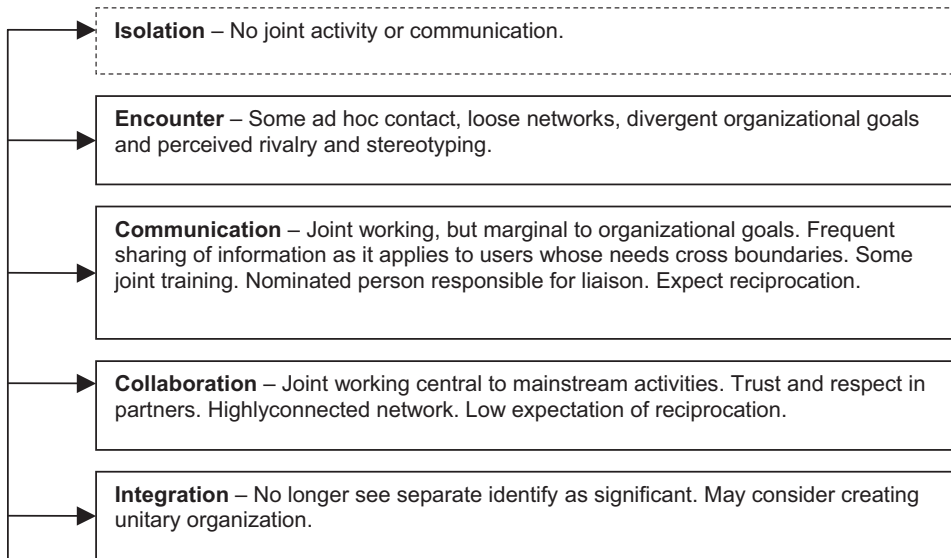 Isolation – No joint activity or communication.
Encounter – Some ad hoc contact, loose networks, divergent organizational goals
and perceived rivalry and stereotyping.
Communication – Joint working, but marginal to organizational goals. Frequent
sharing of information as it applies to users whose needs cross boundaries. Some
joint training. Nominated person responsible for liaison. Expect reciprocation.
Collaboration – Joint working central to mainstream activities. Trust and respect in
partners. Highlyconnected network. Low expectation of reciprocation.
Integration – No longer see separate identify as significant. May consider creating
unitary organization.